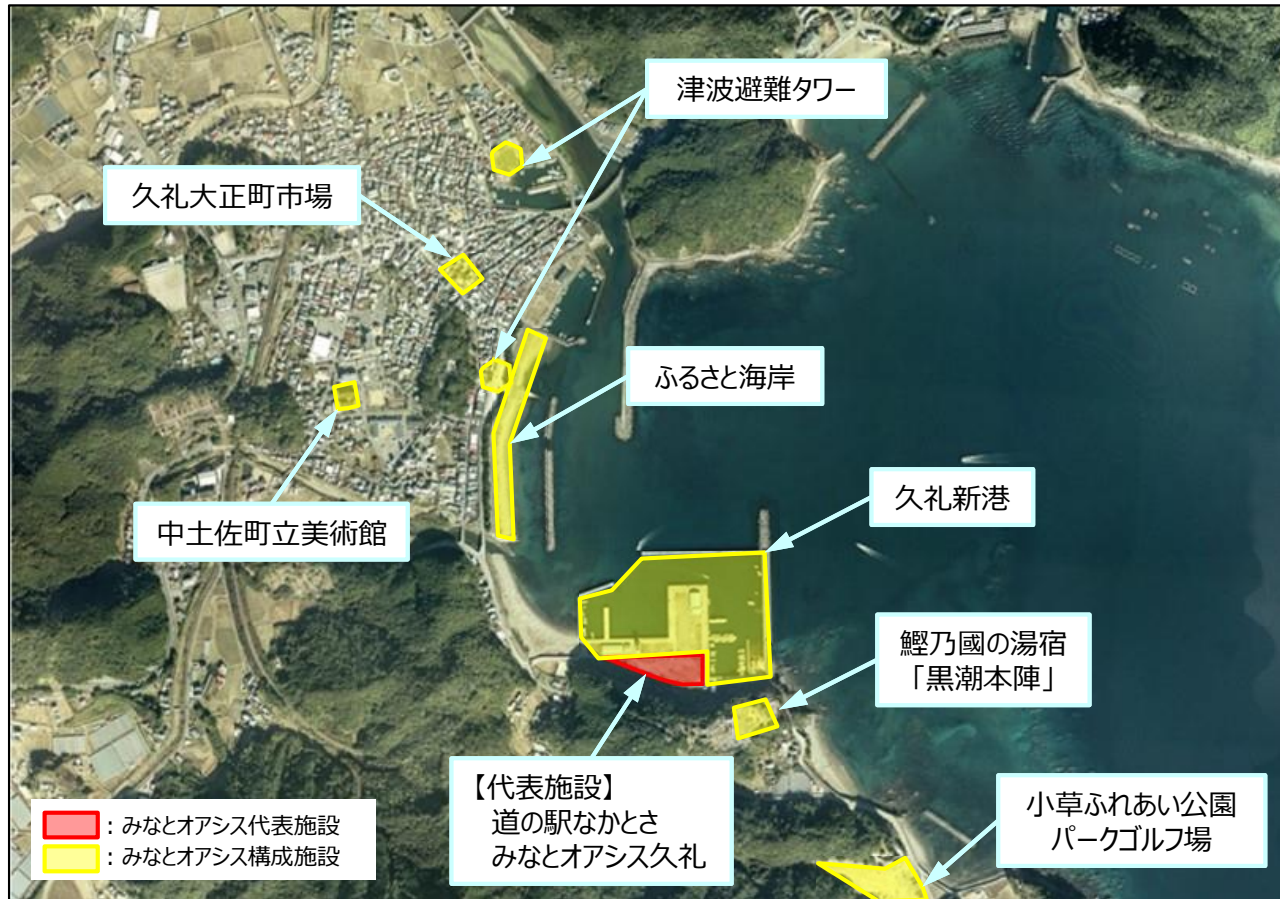 津波避難タワー
久礼大正町市場
ふるさと海岸
久礼新港
中土佐町立美術館
鰹乃國の湯宿
「黒潮本陣」
【代表施設】
道の駅なかとさ
みなとオアシス久礼
小草ふれあい公園
パークゴルフ場
：みなとオアシス代表施設
：みなとオアシス構成施設